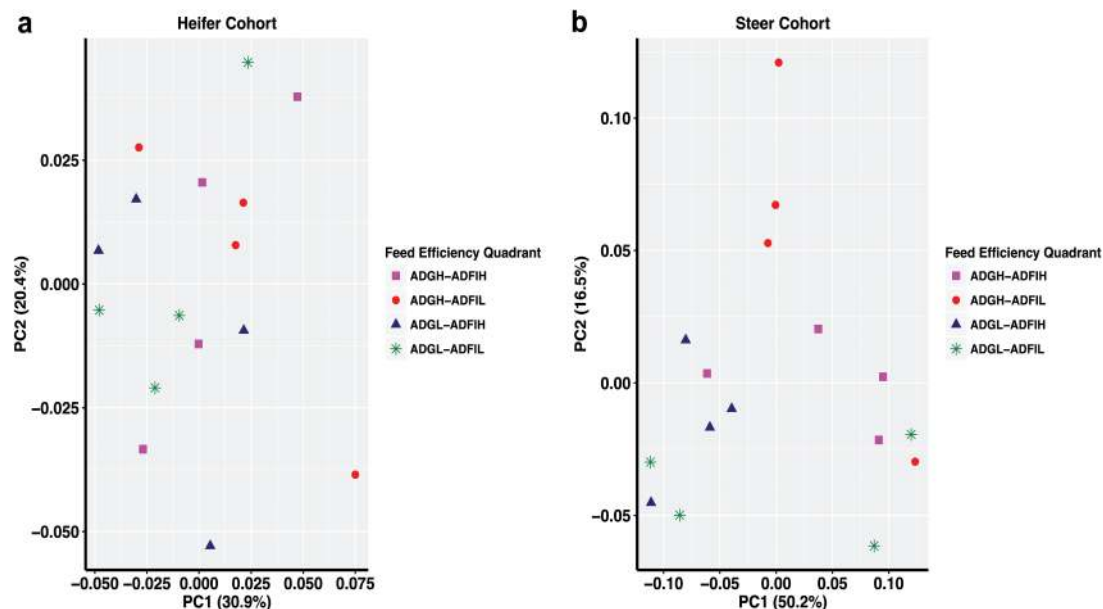 a
Heifer Cohort
0.025
0.000
−0.025
−0.050
PC2 (20.4%)
−0.050 −0.025 0.000 0.025 0.050 0.075
PC1 (30.9%)
Feed Efficiency Quadrant
ADGH−ADFIH
ADGH−ADFIL
ADGL−ADFIH
ADGL−ADFIL
b
Steer Cohort
0.10
0.05
0.00
−0.05
PC2 (16.5%)
−0.10 −0.05 0.00 0.05 0.10
PC1 (50.2%)
Feed Efficiency Quadrant
ADGH−ADFIH
ADGH−ADFIL
ADGL−ADFIH
ADGL−ADFIL